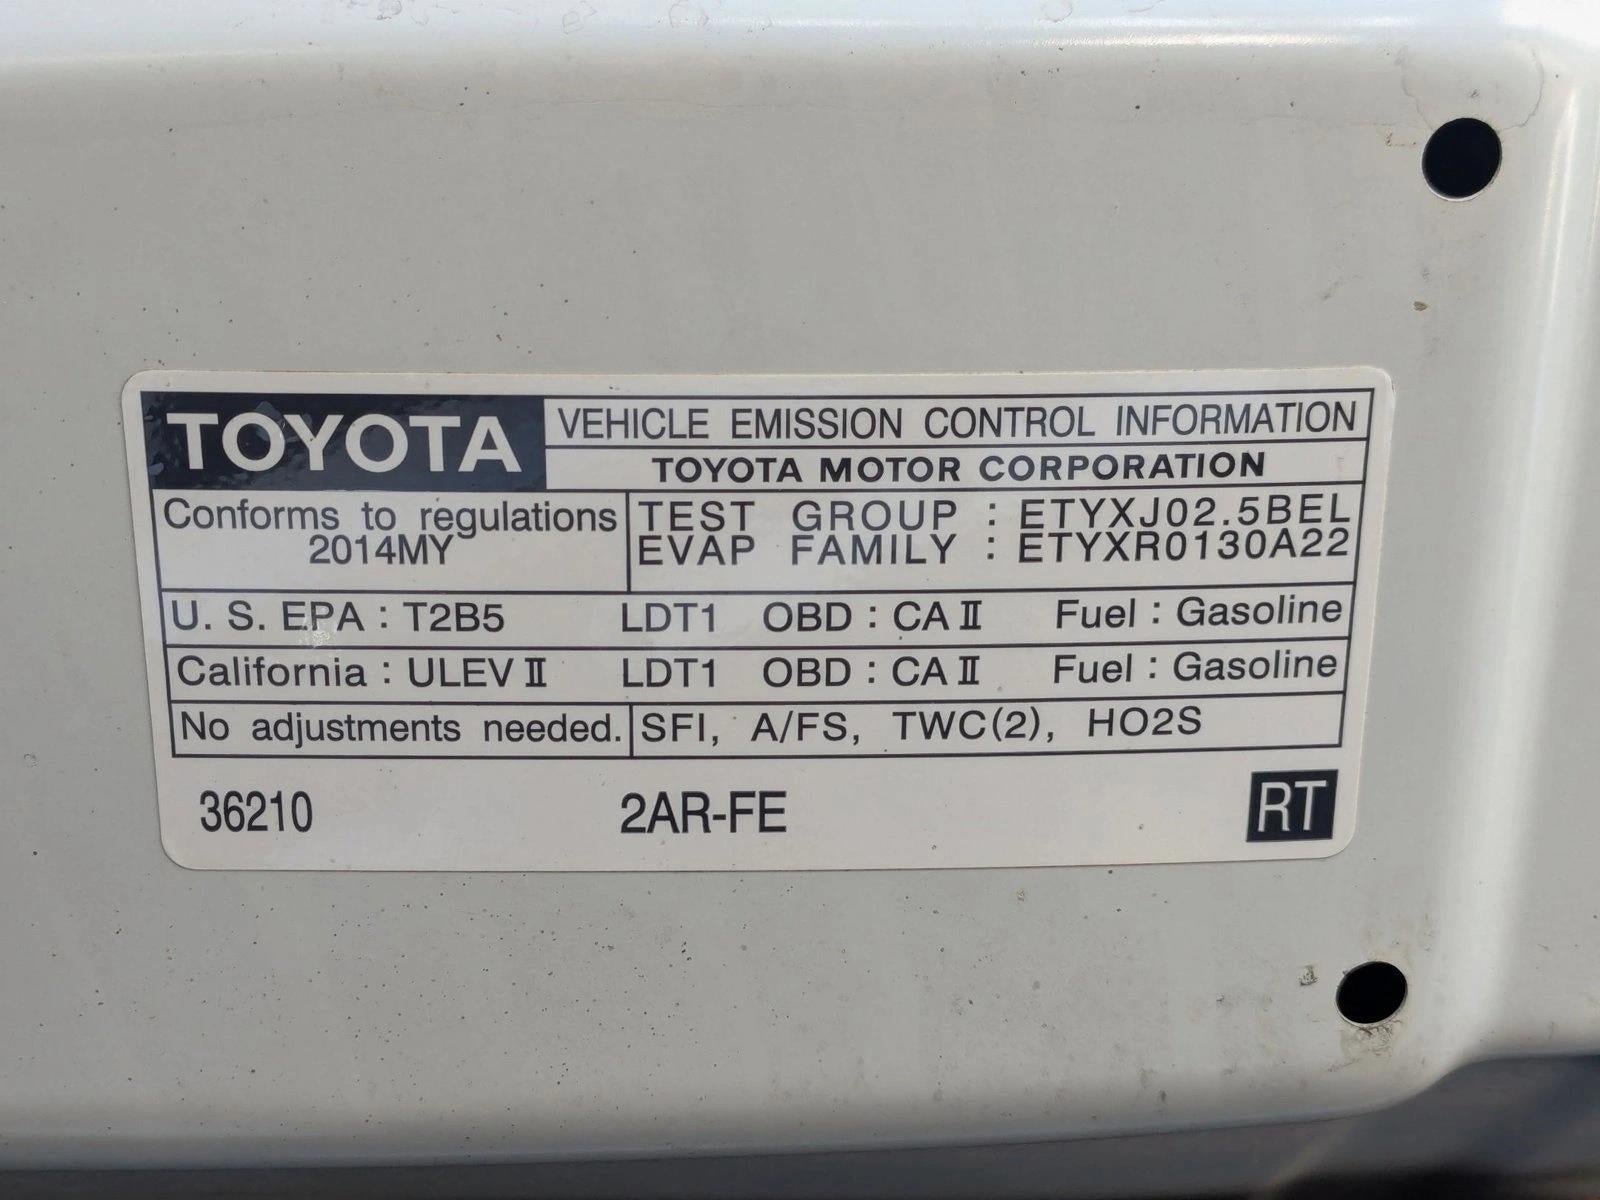 TOYOTA VEHICLE EMISSION CONTROL INFORMATION
TOYOTA MOTOR CORPORATION
Conforms to regulations
2014MY
TEST GROUP : ETYXJ02.5BEL
EVAP FAMILY : ETYXR0130A22
U. S. EPA : T2B5 LDT1 OBD : CA II Fuel : Gasoline
California : ULEV II LDT1 OBD : CA II Fuel : Gasoline
No adjustments needed. SFI, A/FS, TWC(2), HO2S
36210 2AR-FE RT